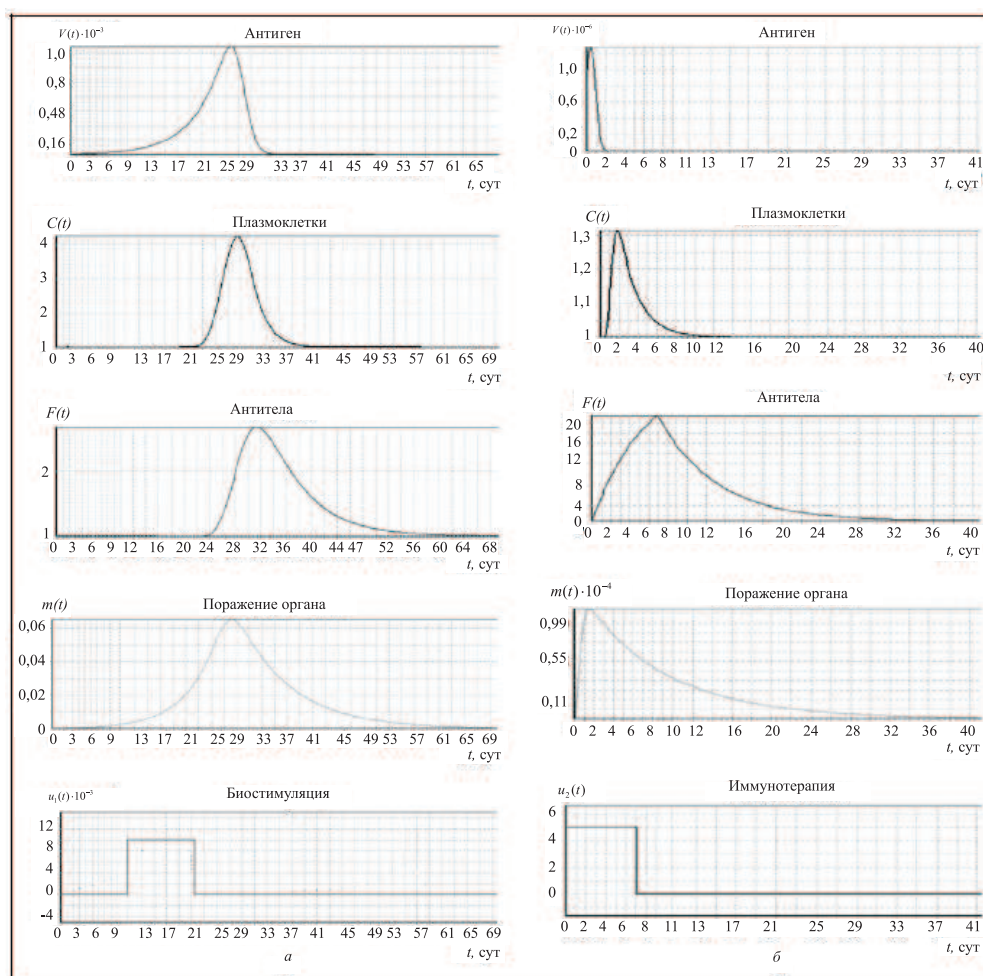 V(t)·10⁻³ Антиген
1,0
0,8
0,48
0,16
0 3 6 9 13 17 21 25 29 33 37 41 45 49 53 57 61 65
t, сут
C(t) Плазмоклетки
4
3
2
1
0 3 6 9 13 17 21 25 29 33 37 41 45 49 53 57 61 65 69
t, сут
F(t) Антитела
2
1
0 3 6 9 12 16 20 24 28 32 36 40 44 47 52 56 60 64 68
t, сут
m(t) Поражение органа
0,06
0,04
0,02
0
0 3 6 9 13 17 21 25 29 33 37 41 45 49 53 57 61 65 69
t, сут
u₁(t)·10⁻³ Биостимуляция
12
8
4
0
-4
0 3 6 9 13 17 21 25 29 33 37 41 45 49 53 57 61 65 69
t, сут
а
V(t)·10⁻⁶ Антиген
1,0
0,6
0,2
0
0 2 4 6 8 11 13 17 21 25 29 33 37 41
t, сут
C(t) Плазмоклетки
1,3
1,2
1,1
1
0 2 4 6 8 10 12 16 20 24 28 32 36 40
t, сут
F(t) Антитела
20
16
12
8
4
0
0 2 4 6 8 10 12 16 20 24 28 32 36 40
t, сут
m(t)·10⁻⁴ Поражение органа
0,99
0,55
0,11
0 2 4 6 8 10 12 16 20 24 28 32 36 40
t, сут
u₂(t) Иммунотерапия
6
4
2
0
0 2 4 6 8 11 13 17 21 25 29 33 37 41
t, сут
б